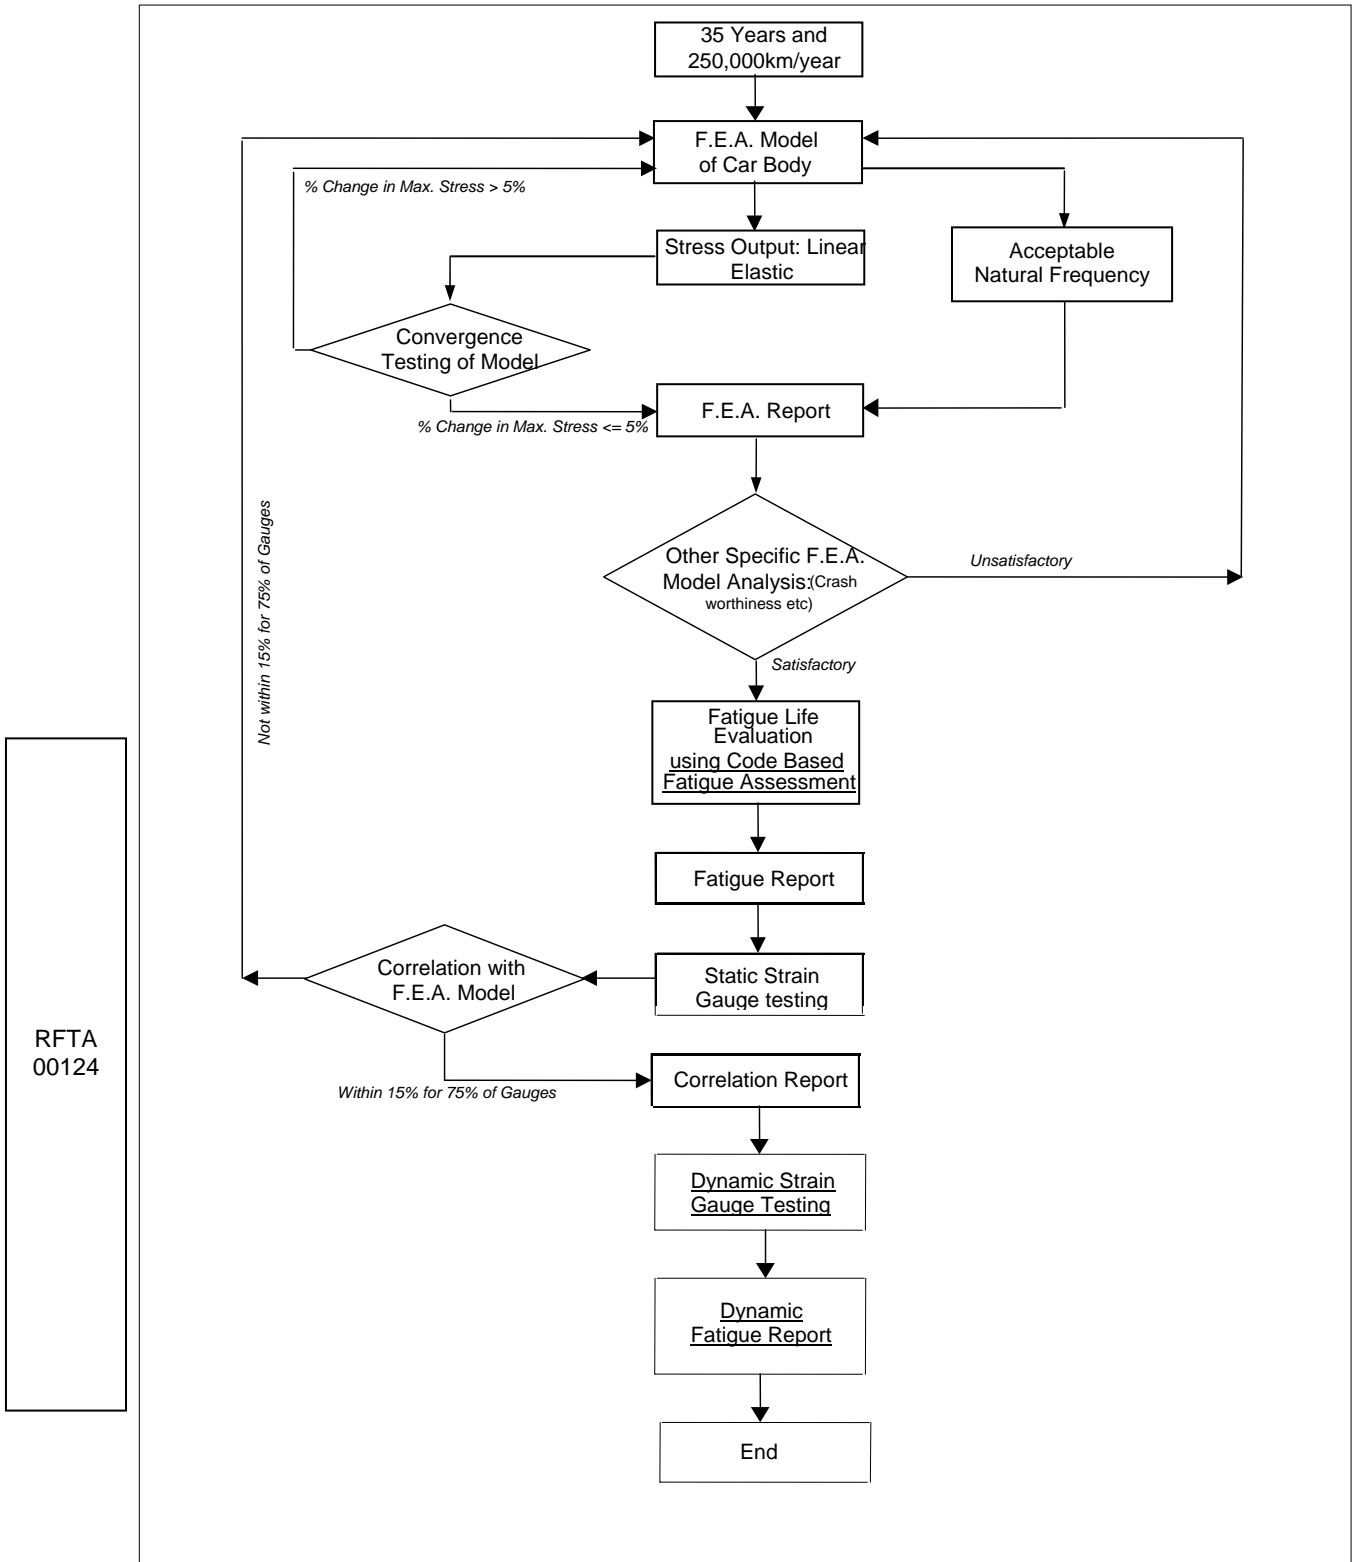 35 Years and
250,000km/year
F.E.A. Model
of Car Body
% Change in Max. Stress > 5%
Stress Output: Linear
Elastic
Acceptable
Natural Frequency
Convergence
Testing of Model
F.E.A. Report
% Change in Max. Stress <= 5%
Not within 15% for 75% of Gauges
Other Specific F.E.A.
Model Analysis:(Crash
worthiness etc)
Unsatisfactory
Satisfactory
Fatigue Life
Evaluation
using Code Based
Fatigue Assessment
Fatigue Report
Correlation with
F.E.A. Model
Static Strain
Gauge testing
RFTA
00124
Correlation Report
Within 15% for 75% of Gauges
Dynamic Strain
Gauge Testing
Dynamic
Fatigue Report
End